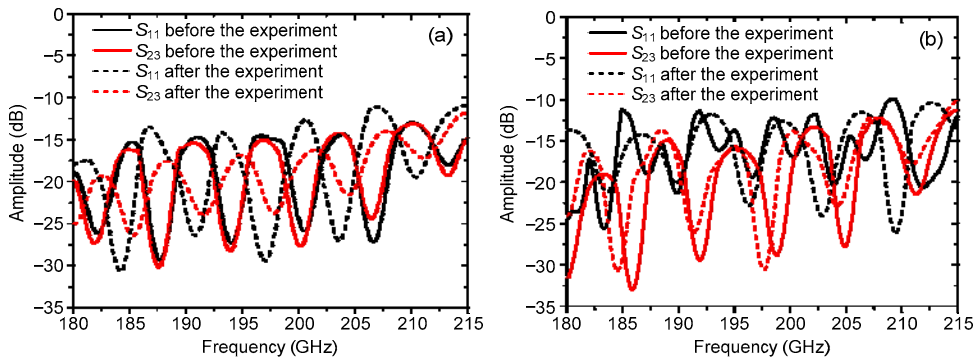 (a)
S₁₁ before the experiment
S₂₃ before the experiment
S₁₁ after the experiment
S₂₃ after the experiment
0
−5
−10
−15
−20
−25
−30
−35
Amplitude (dB)
180 185 190 195 200 205 210 215
Frequency (GHz)
(b)
S₁₁ before the experiment
S₂₃ before the experiment
S₁₁ after the experiment
S₂₃ after the experiment
0
−5
−10
−15
−20
−25
−30
−35
Amplitude (dB)
180 185 190 195 200 205 210 215
Frequency (GHz)